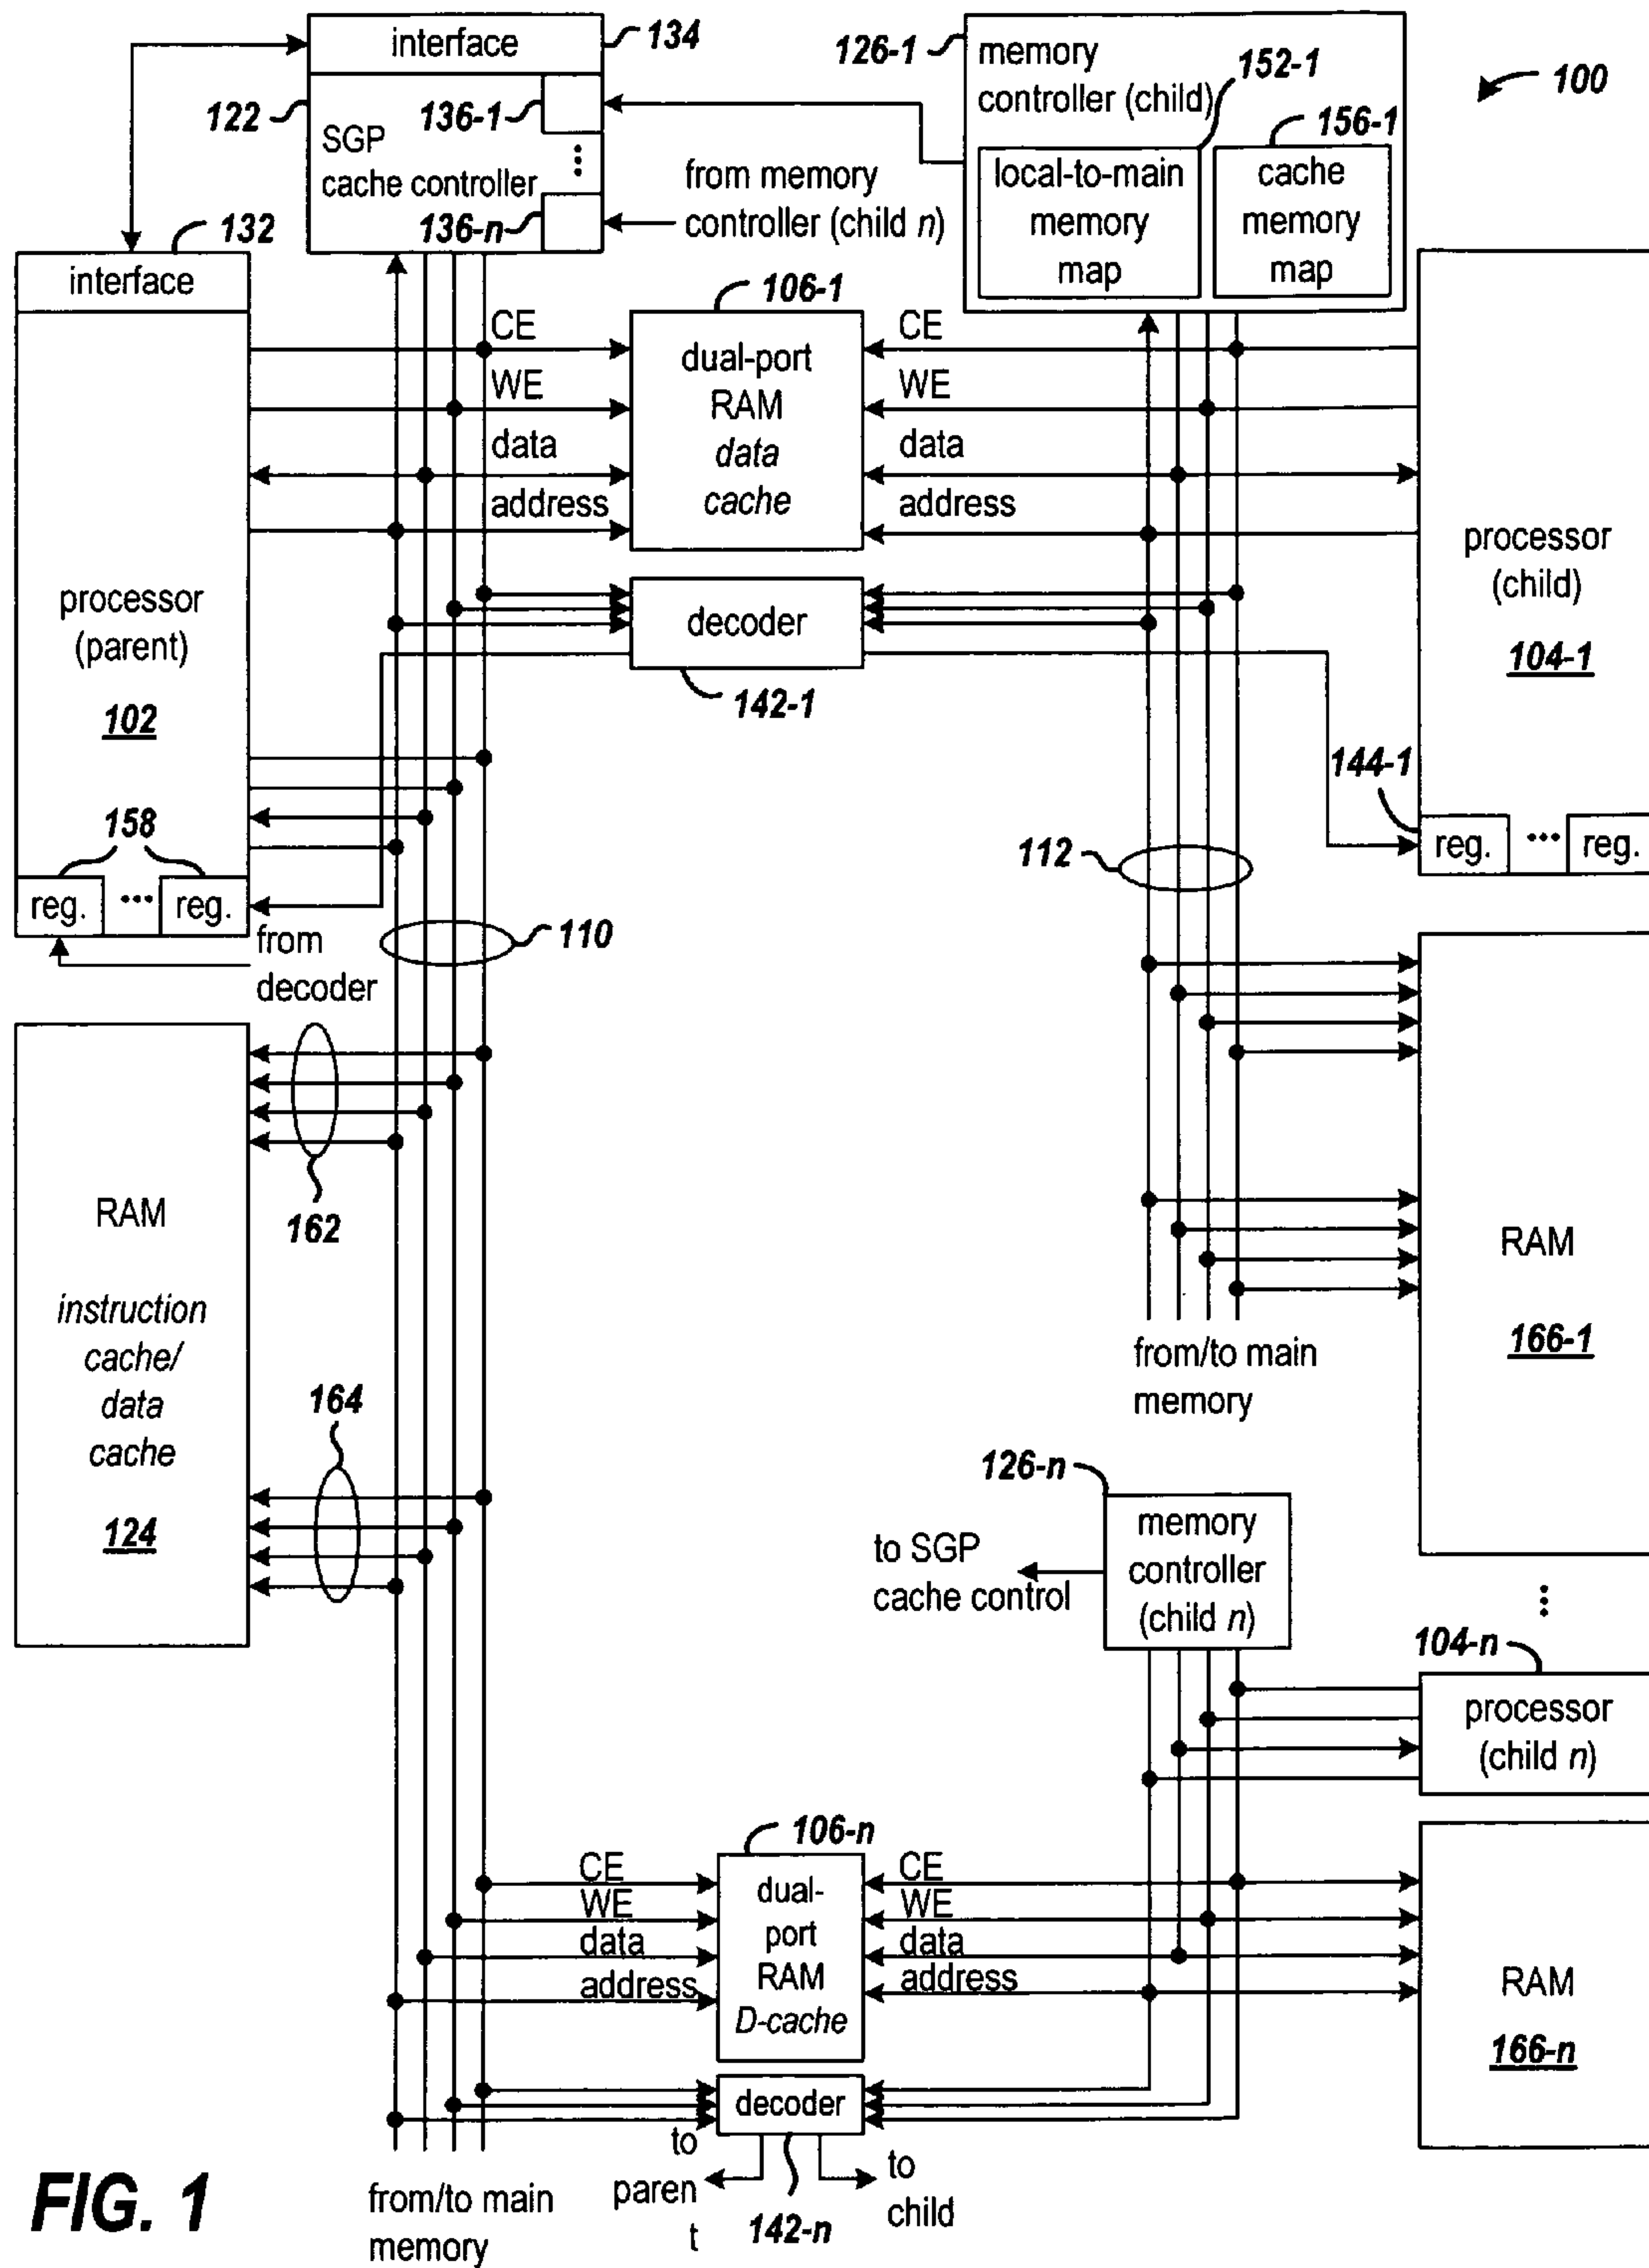 interface
134
126-1
memory
controller (child)
152-1
100
122
136-1
156-1
SGP
cache controller
from memory
controller (child n)
local-to-main
memory
map
cache
memory
map
136-n
132
interface
106-1
CE
WE
data
address
dual-port
RAM
data
cache
CE
WE
data
address
processor
(parent)
102
processor
(child)
104-1
decoder
142-1
144-1
158
reg.
...
reg.
112
reg.
...
reg.
from
decoder
110
162
RAM
instruction
cache/
data
cache
124
RAM
166-1
from/to main
memory
164
126-n
to SGP
cache control
memory
controller
(child n)
104-n
processor
(child n)
106-n
CE
WE
data
address
dual-
port
RAM
D-cache
CE
WE
data
address
RAM
166-n
decoder
to
paren
t
to
child
142-n
from/to main
memory
FIG. 1